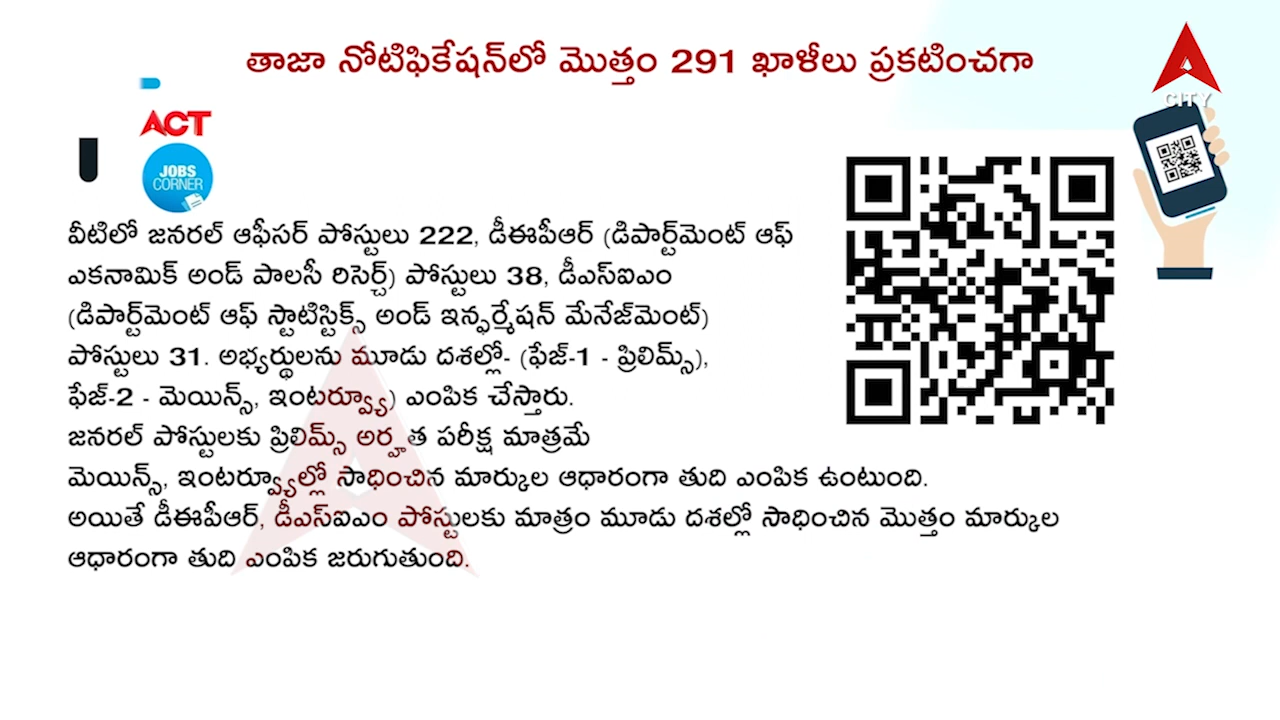 తాజా నోటిఫికేషన్‌లో మొత్తం 291 ఖాళీలు ప్రకటించగా
CITY
ACT
JOBS
CORNER
వీటిలో జనరల్ ఆఫీసర్ పోస్టులు 222, డీఈపీఆర్ (డిపార్ట్‌మెంట్ ఆఫ్
ఎకనామిక్ అండ్ పాలసీ రిసెర్చ్) పోస్టులు 38, డీఎస్ఐఎం
(డిపార్ట్‌మెంట్ ఆఫ్ స్టాటిస్టిక్స్ అండ్ ఇన్ఫర్మేషన్ మేనేజ్‌మెంట్)
పోస్టులు 31. అభ్యర్థులను మూడు దశల్లో- (ఫేజ్-1 - ప్రిలిమ్స్),
ఫేజ్-2 - మెయిన్స్, ఇంటర్వ్యూ) ఎంపిక చేస్తారు.
జనరల్ పోస్టులకు ప్రిలిమ్స్ అర్హత పరీక్ష మాత్రమే
మెయిన్స్, ఇంటర్వ్యూల్లో సాధించిన మార్కుల ఆధారంగా తుది ఎంపిక ఉంటుంది.
అయితే డీఈపీఆర్, డీఎస్ఐఎం పోస్టులకు మాత్రం మూడు దశల్లో సాధించిన మొత్తం మార్కుల
ఆధారంగా తుది ఎంపిక జరుగుతుంది.